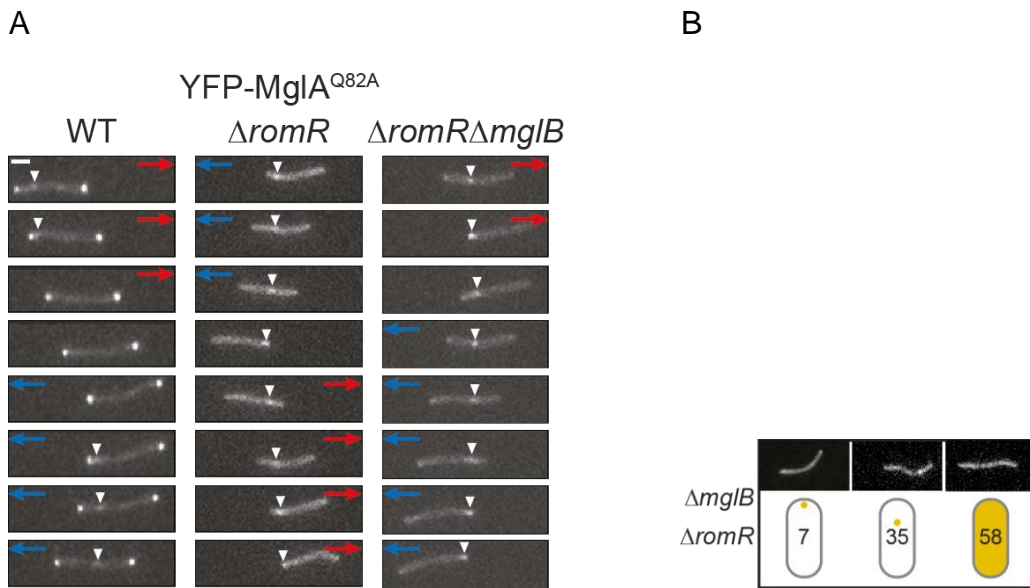 A
B
YFP-MglA^Q82A
WT ΔromR ΔromRΔmglB
ΔmglB
ΔromR 7 35 58